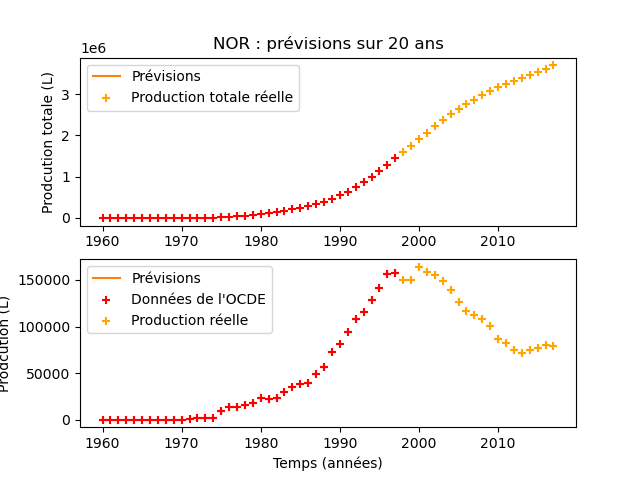 NOR : prévisions sur 20 ans
1e6
Prodcution totale (L)
3
2
1
0
Prévisions
Production totale réelle
1960 1970 1980 1990 2000 2010
Prodcution (L)
150000
100000
50000
0
Prévisions
Données de l'OCDE
Production réelle
1960 1970 1980 1990 2000 2010
Temps (années)